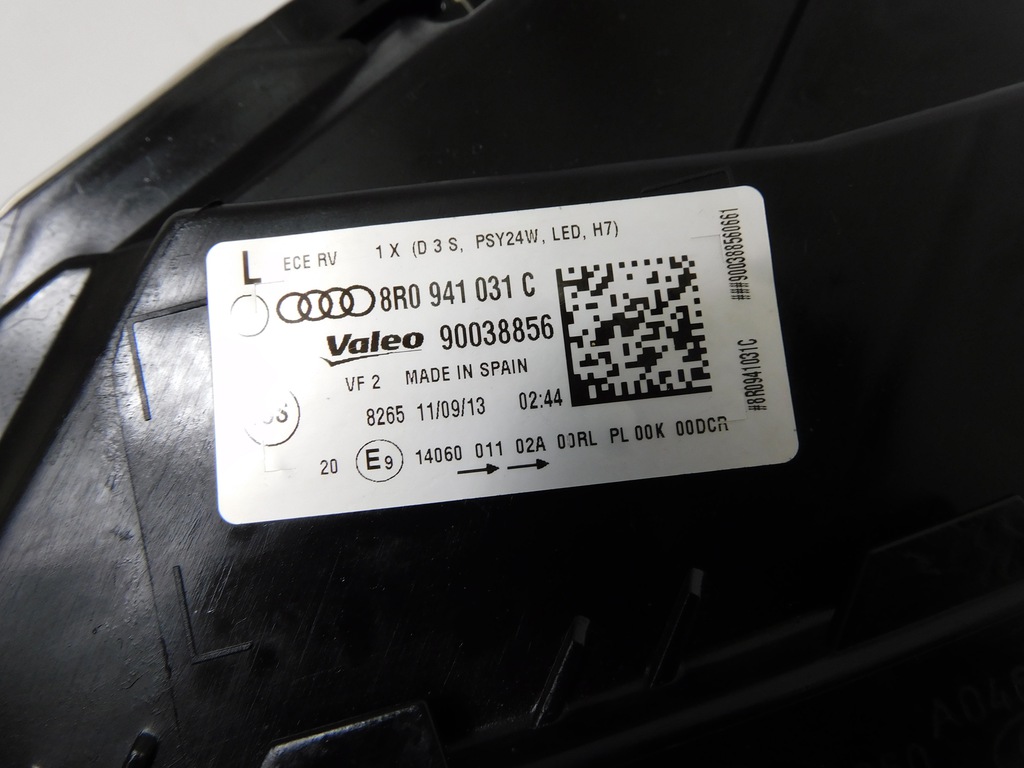 L ECE RV 1 X (D 3 S, PSY24W, LED, H7)
8R0 941 031 C
Valeo 90038856
VF 2 MADE IN SPAIN
8265 11/09/13 02:44
20 E9 14060 011 02A 00RL PL 00K 00DCR
###900388560661
#8R0941031C